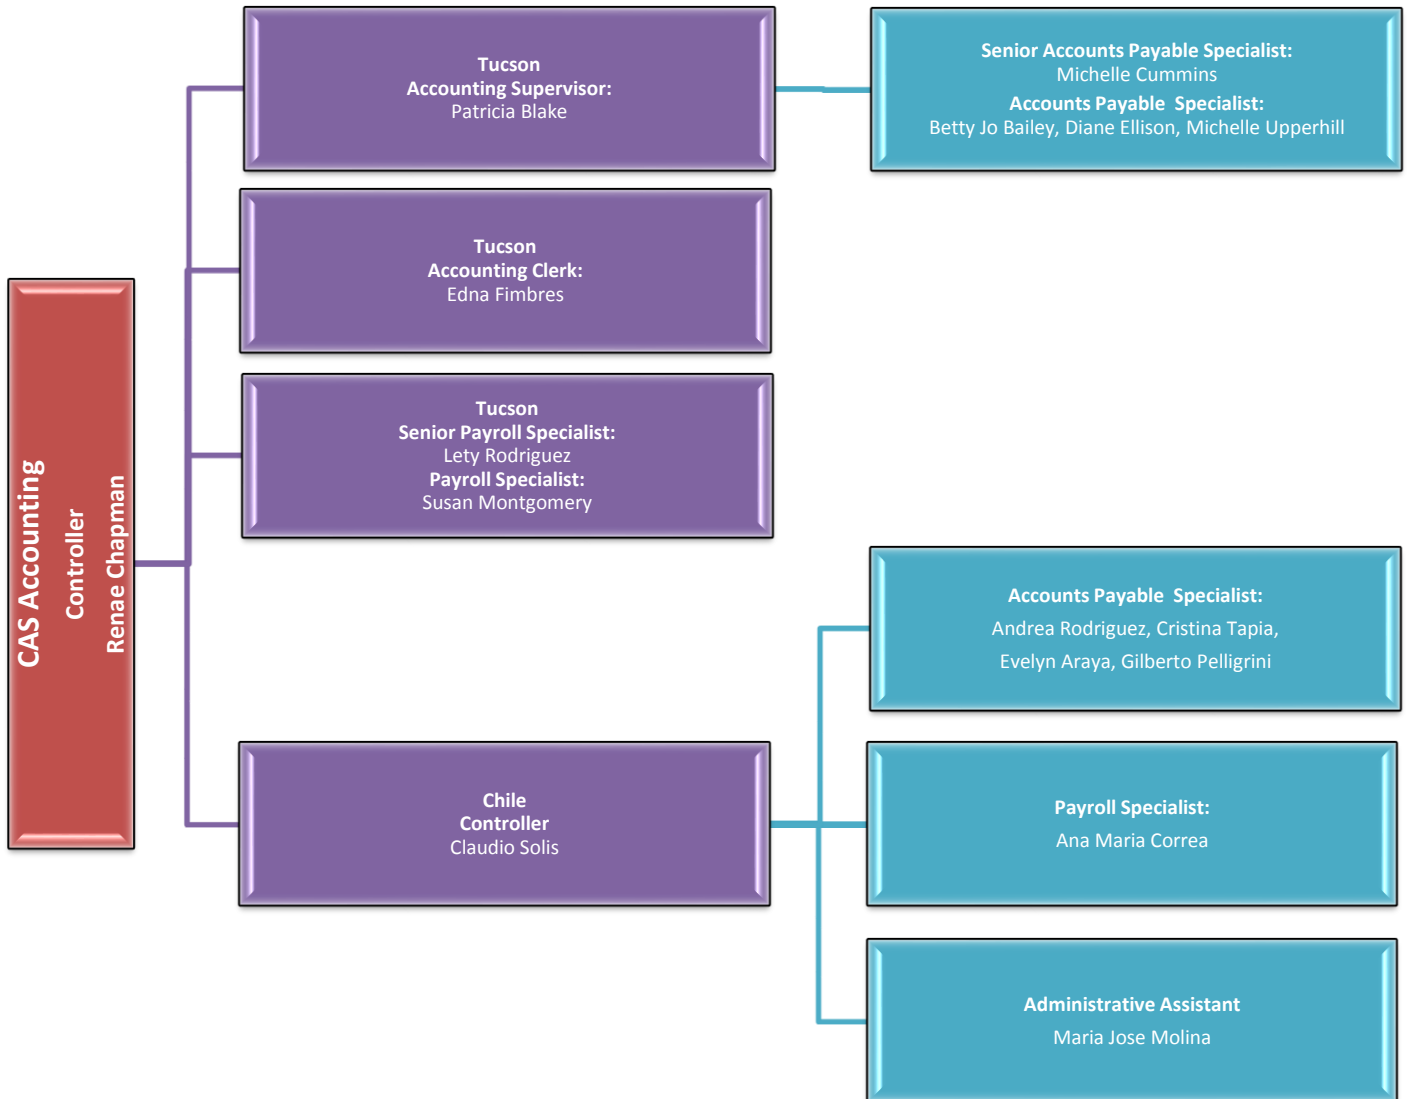 CAS Accounting
Controller
Renae Chapman
Tucson
Accounting Supervisor:
Patricia Blake
Senior Accounts Payable Specialist:
Michelle Cummins
Accounts Payable  Specialist:
Betty Jo Bailey, Diane Ellison, Michelle Upperhill
Tucson
Accounting Clerk:
Edna Fimbres
Tucson
Senior Payroll Specialist:
Lety Rodriguez
Payroll Specialist:
Susan Montgomery
Chile
Controller
Claudio Solis
Accounts Payable  Specialist:
Andrea Rodriguez, Cristina Tapia,
Evelyn Araya, Gilberto Pelligrini
Payroll Specialist:
Ana Maria Correa
Administrative Assistant
Maria Jose Molina